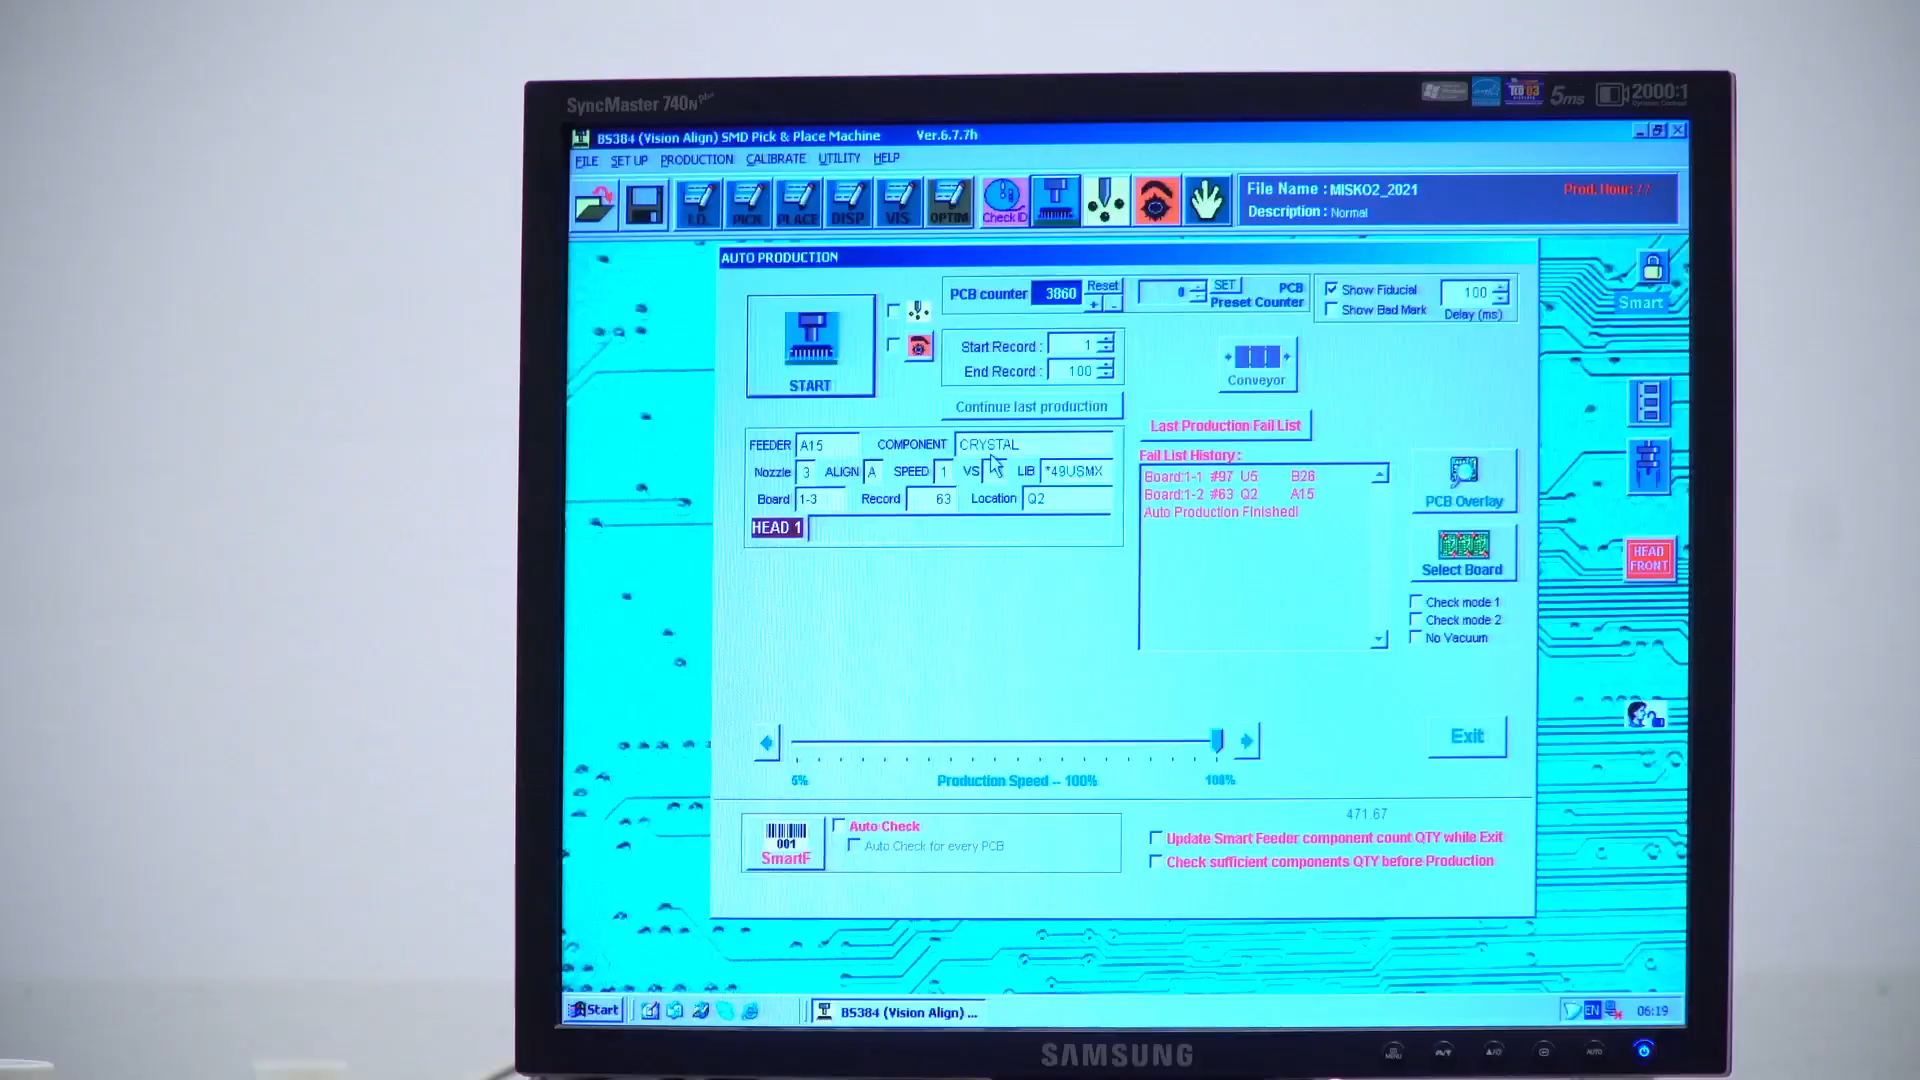 SyncMaster 740N plus
5ms 2000:1
BS384 (Vision Align) SMD Pick & Place Machine Ver.6.7.7h
FILE SET UP PRODUCTION CALIBRATE UTILITY HELP
I.D. PICK PLACE DISP VIS OPTIM Check ID
File Name : MISKO2_2021 Prod. Hour: / /
Description : Normal
AUTO PRODUCTION
PCB counter 3860 Reset + -
0 SET PCB Preset Counter
Show Fiducial
Show Bad Mark
100
Delay (ms)
Smart
START
Start Record : 1
End Record : 100
Continue last production
Conveyor
Last Production Fail List
FEEDER A15 COMPONENT CRYSTAL
Nozzle 3 ALIGN A SPEED 1 VS LIB *49USMX
Board 1-3 Record 63 Location Q2
HEAD 1
Fail List History :
Board:1-1 #97 U5 B26
Board:1-2 #63 Q2 A15
Auto Production Finished!
PCB Overlay
Select Board
HEAD
FRONT
Check mode 1
Check mode 2
No Vacuum
Exit
5% Production Speed -- 100% 100%
471.67
001
SmartF
Auto Check
Auto Check for every PCB
Update Smart Feeder component count QTY while Exit
Check sufficient components QTY before Production
Start BS384 (Vision Align) ... EN 06:19
SAMSUNG
MENU AUTO